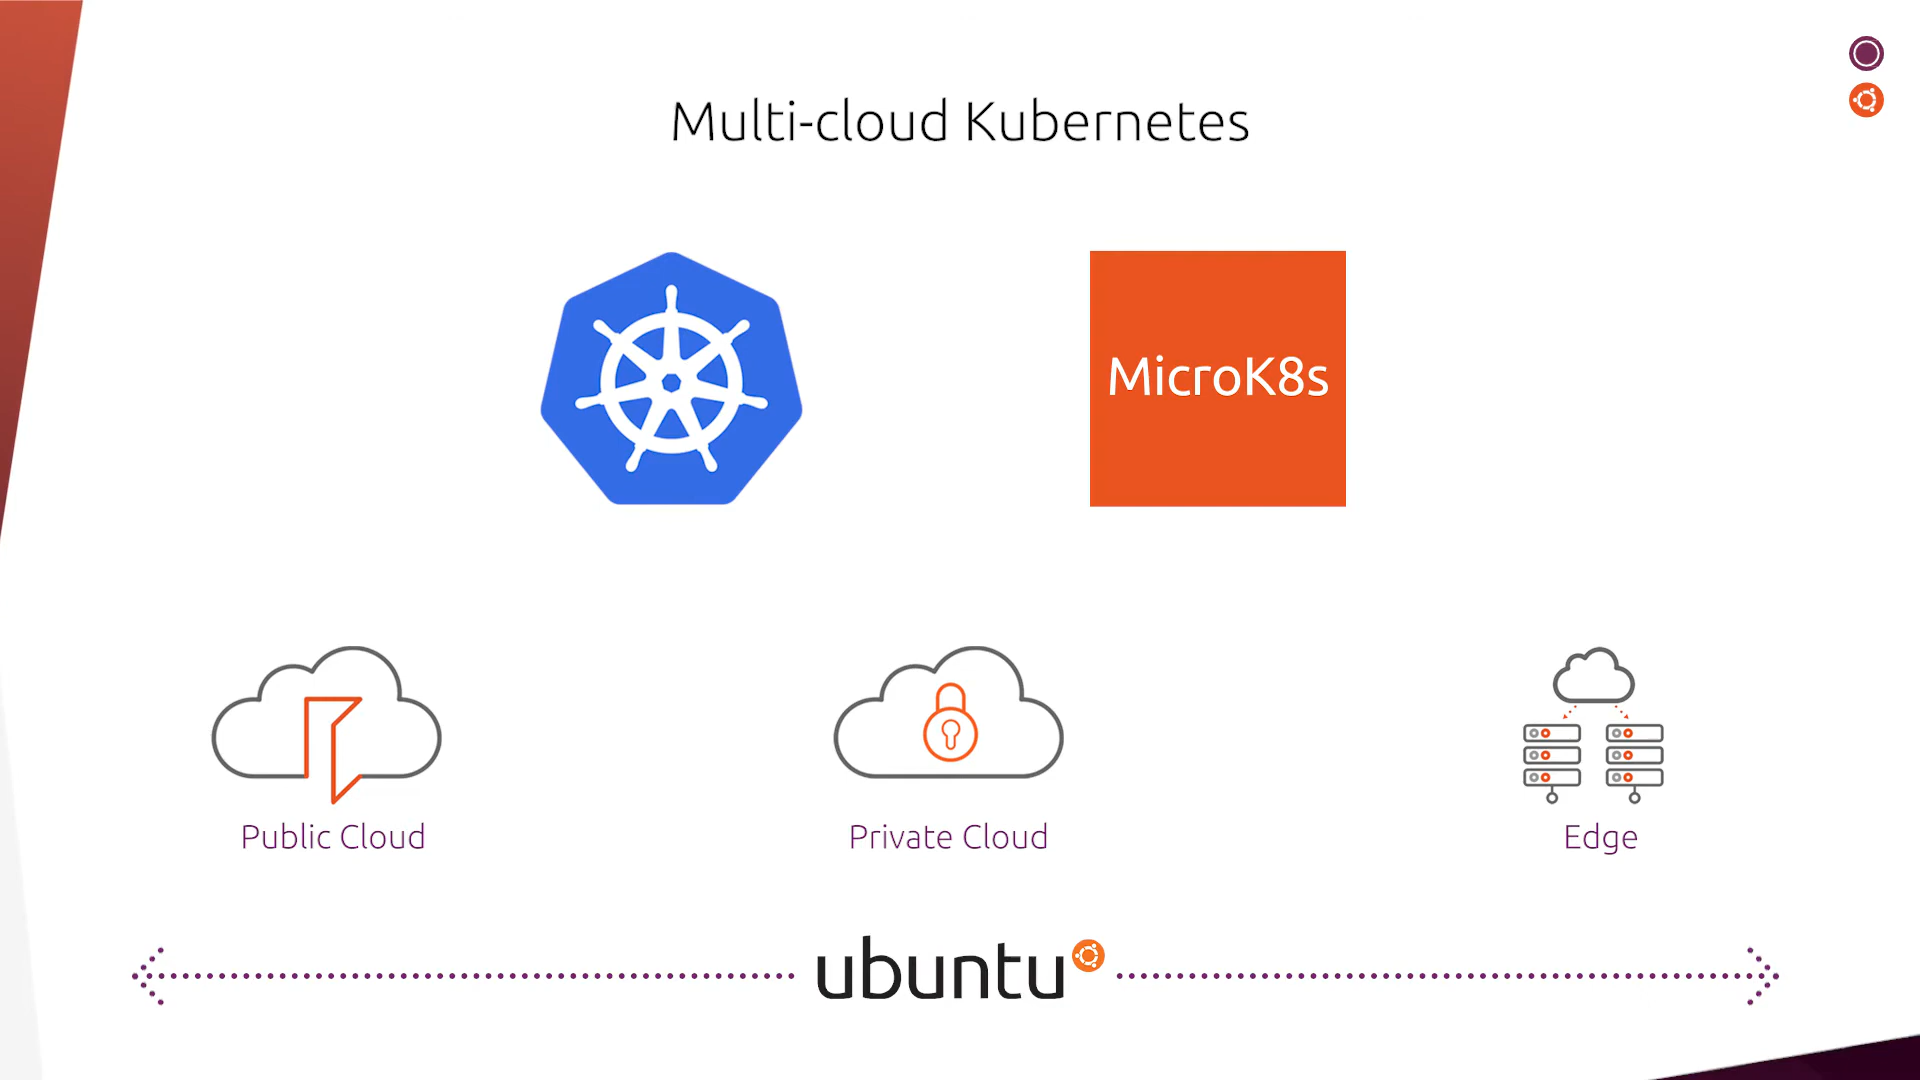 Multi-cloud Kubernetes
MicroK8s
Public Cloud
Private Cloud
Edge
ubuntu